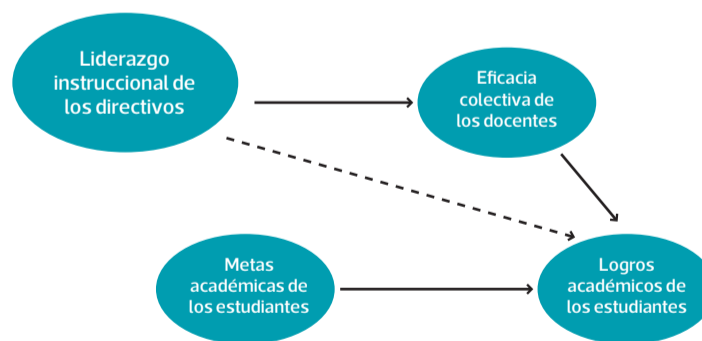 Liderazgo
instruccional de
los directivos
Eficacia
colectiva de
los docentes
Metas
académicas de
los estudiantes
Logros
académicos de
los estudiantes